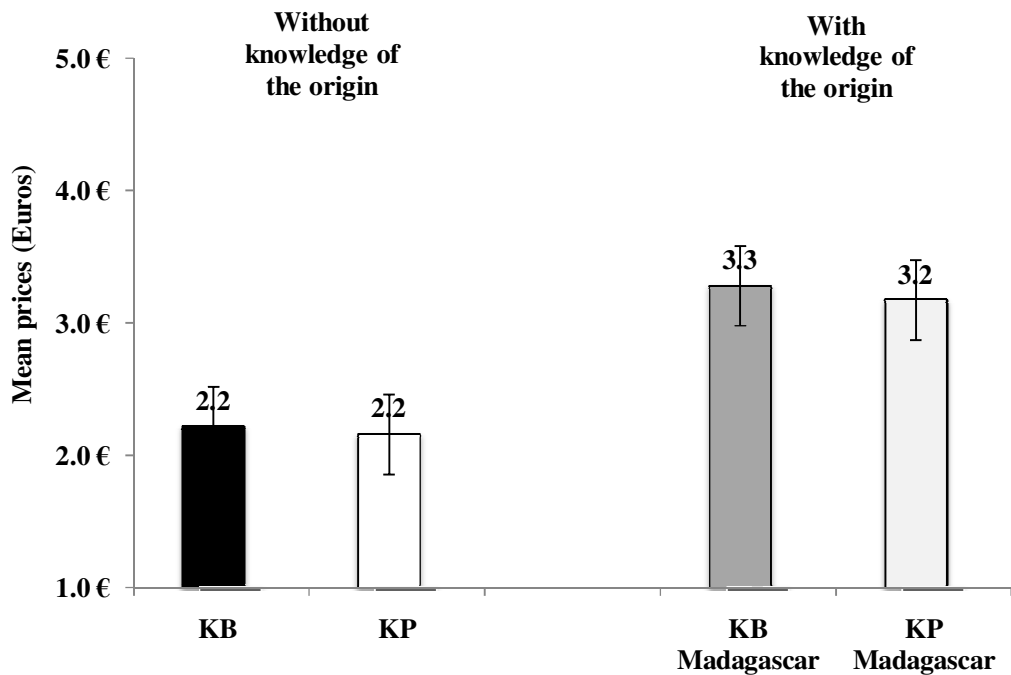 Without
knowledge of
the origin
With
knowledge of
the origin
Mean prices (Euros)
5.0 €
4.0 €
3.0 €
2.0 €
1.0 €
2.2
2.2
3.3
3.2
KB
KP
KB
Madagascar
KP
Madagascar